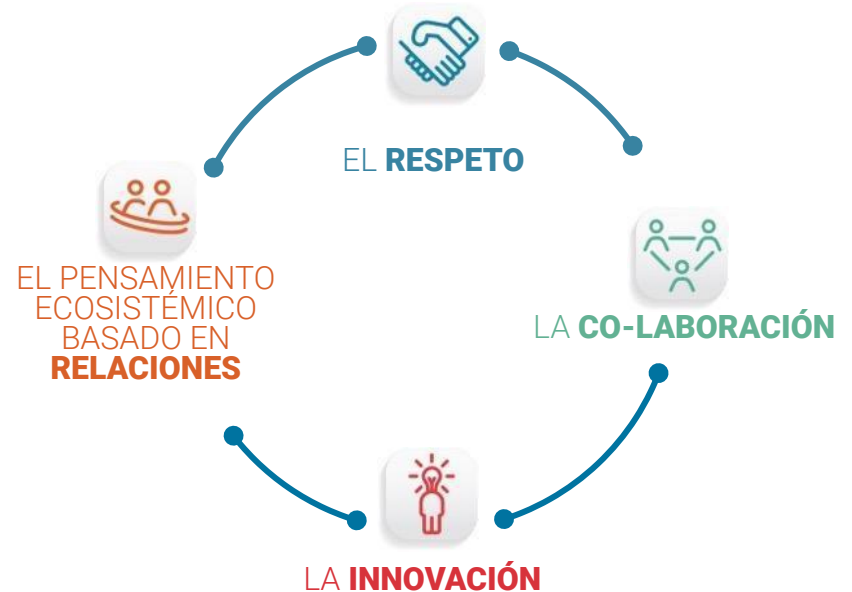 EL RESPETO
EL PENSAMIENTO
ECOSISTÉMICO
BASADO EN
RELACIONES
LA CO-LABORACIÓN
LA INNOVACIÓN